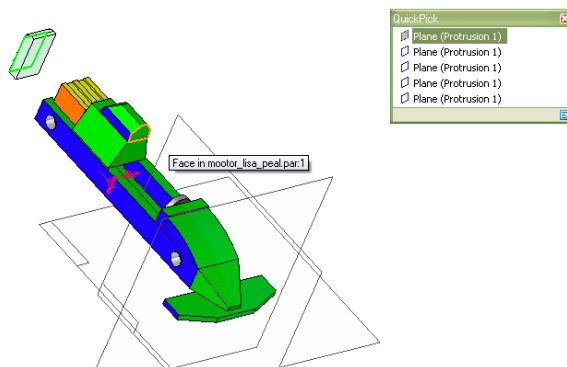 QuickPick
Plane (Protrusion 1)
Plane (Protrusion 1)
Plane (Protrusion 1)
Plane (Protrusion 1)
Plane (Protrusion 1)
Face in mootor_lisa_peal.par:1